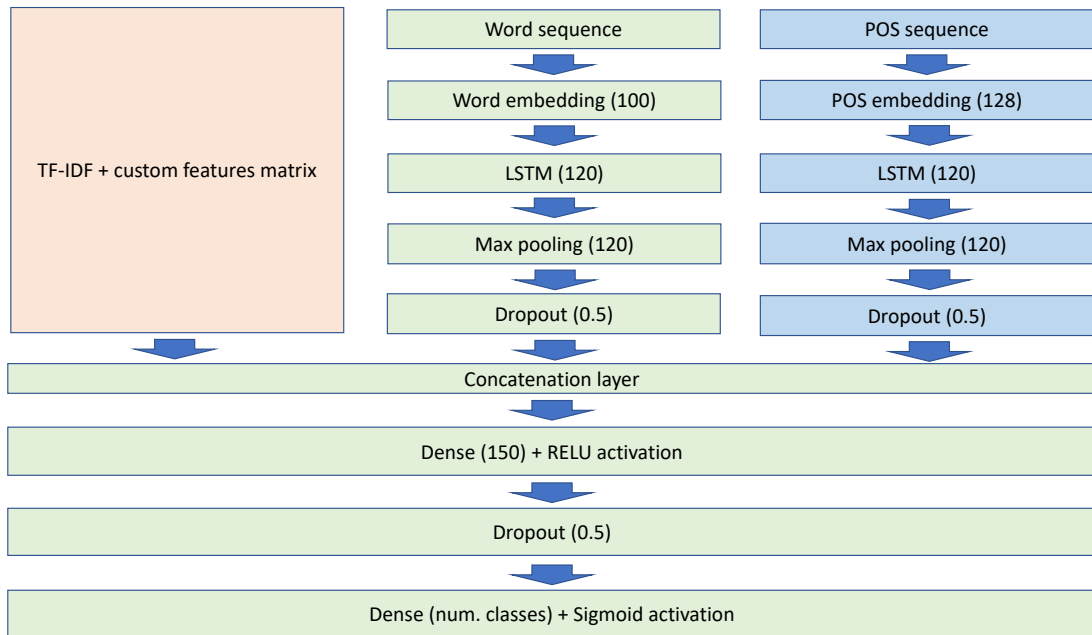 TF-IDF + custom features matrix
Word sequence
Word embedding (100)
LSTM (120)
Max pooling (120)
Dropout (0.5)
POS sequence
POS embedding (128)
LSTM (120)
Max pooling (120)
Dropout (0.5)
Concatenation layer
Dense (150) + RELU activation
Dropout (0.5)
Dense (num. classes) + Sigmoid activation